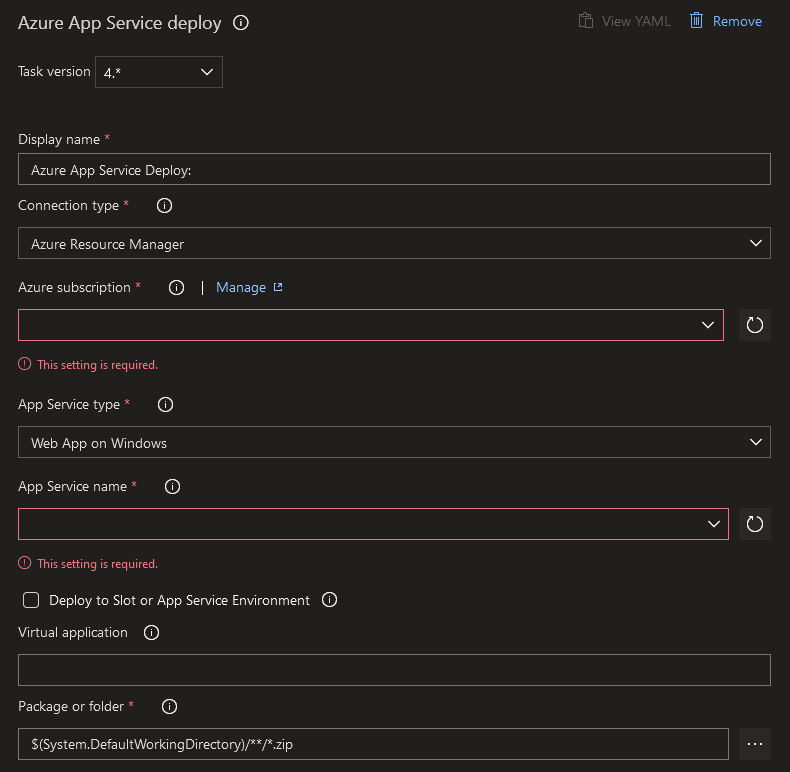 Azure App Service deploy
View YAML
Remove
Task version 4.*
Display name *
Azure App Service Deploy:
Connection type *
Azure Resource Manager
Azure subscription * | Manage
This setting is required.
App Service type *
Web App on Windows
App Service name *
This setting is required.
Deploy to Slot or App Service Environment
Virtual application
Package or folder *
$(System.DefaultWorkingDirectory)/**/*.zip